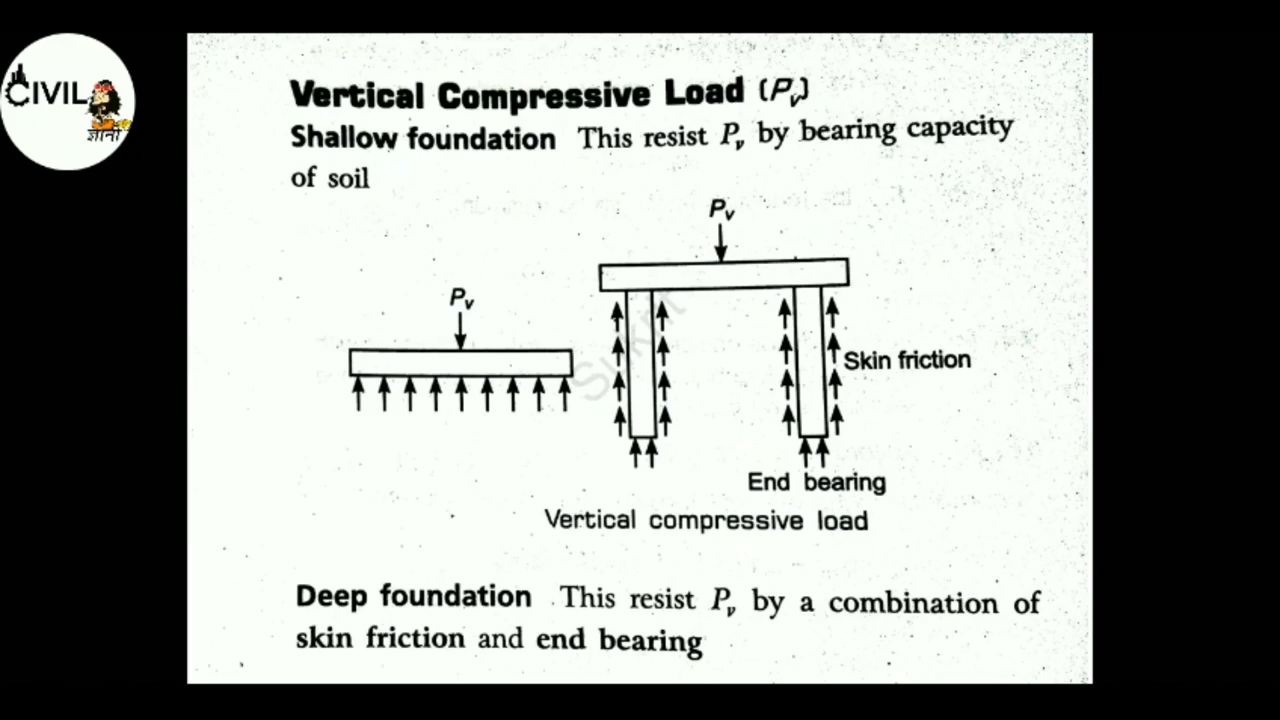 CIVIL
ज्ञानी
Vertical Compressive Load (Pv)
Shallow foundation This resist Pv by bearing capacity
of soil
Pv
Pv
Skin friction
End bearing
Vertical compressive load
Deep foundation This resist Pv by a combination of
skin friction and end bearing